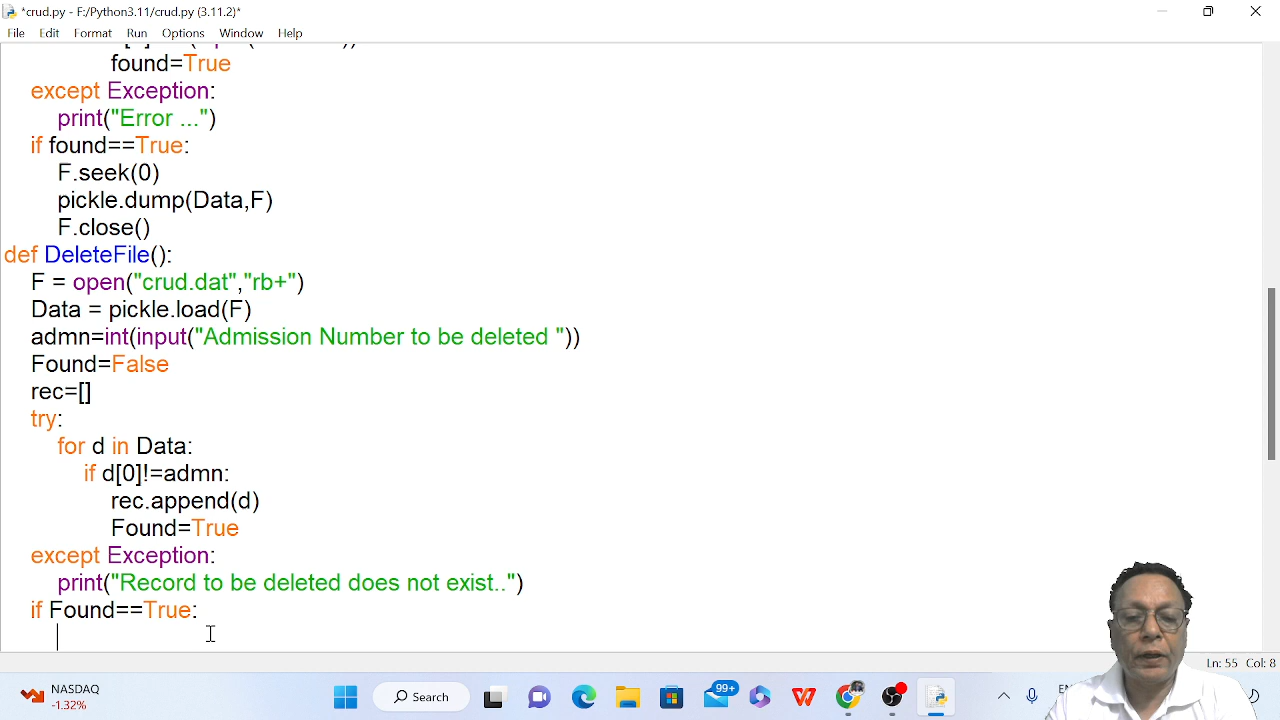 *crud.py - F:/Python3.11/crud.py (3.11.2)*
File Edit Format Run Options Window Help
found=True
except Exception:
print("Error ...")
if found==True:
F.seek(0)
pickle.dump(Data,F)
F.close()
def DeleteFile():
F = open("crud.dat","rb+")
Data = pickle.load(F)
admn=int(input("Admission Number to be deleted "))
Found=False
rec=[]
try:
for d in Data:
if d[0]!=admn:
rec.append(d)
Found=True
except Exception:
print("Record to be deleted does not exist..")
if Found==True:
Ln: 55 Col: 8
NASDAQ
-1.32%
Search
99+